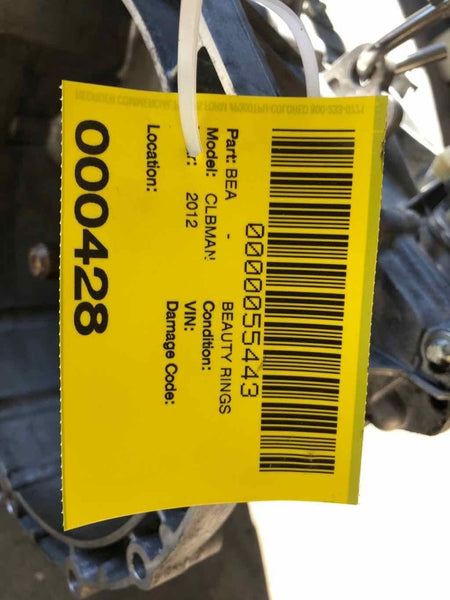 0000055443
Part: BEA - BEAUTY RINGS
Model: CLBMAN Condition:
2012 VIN:
Damage Code:
Location:
000428